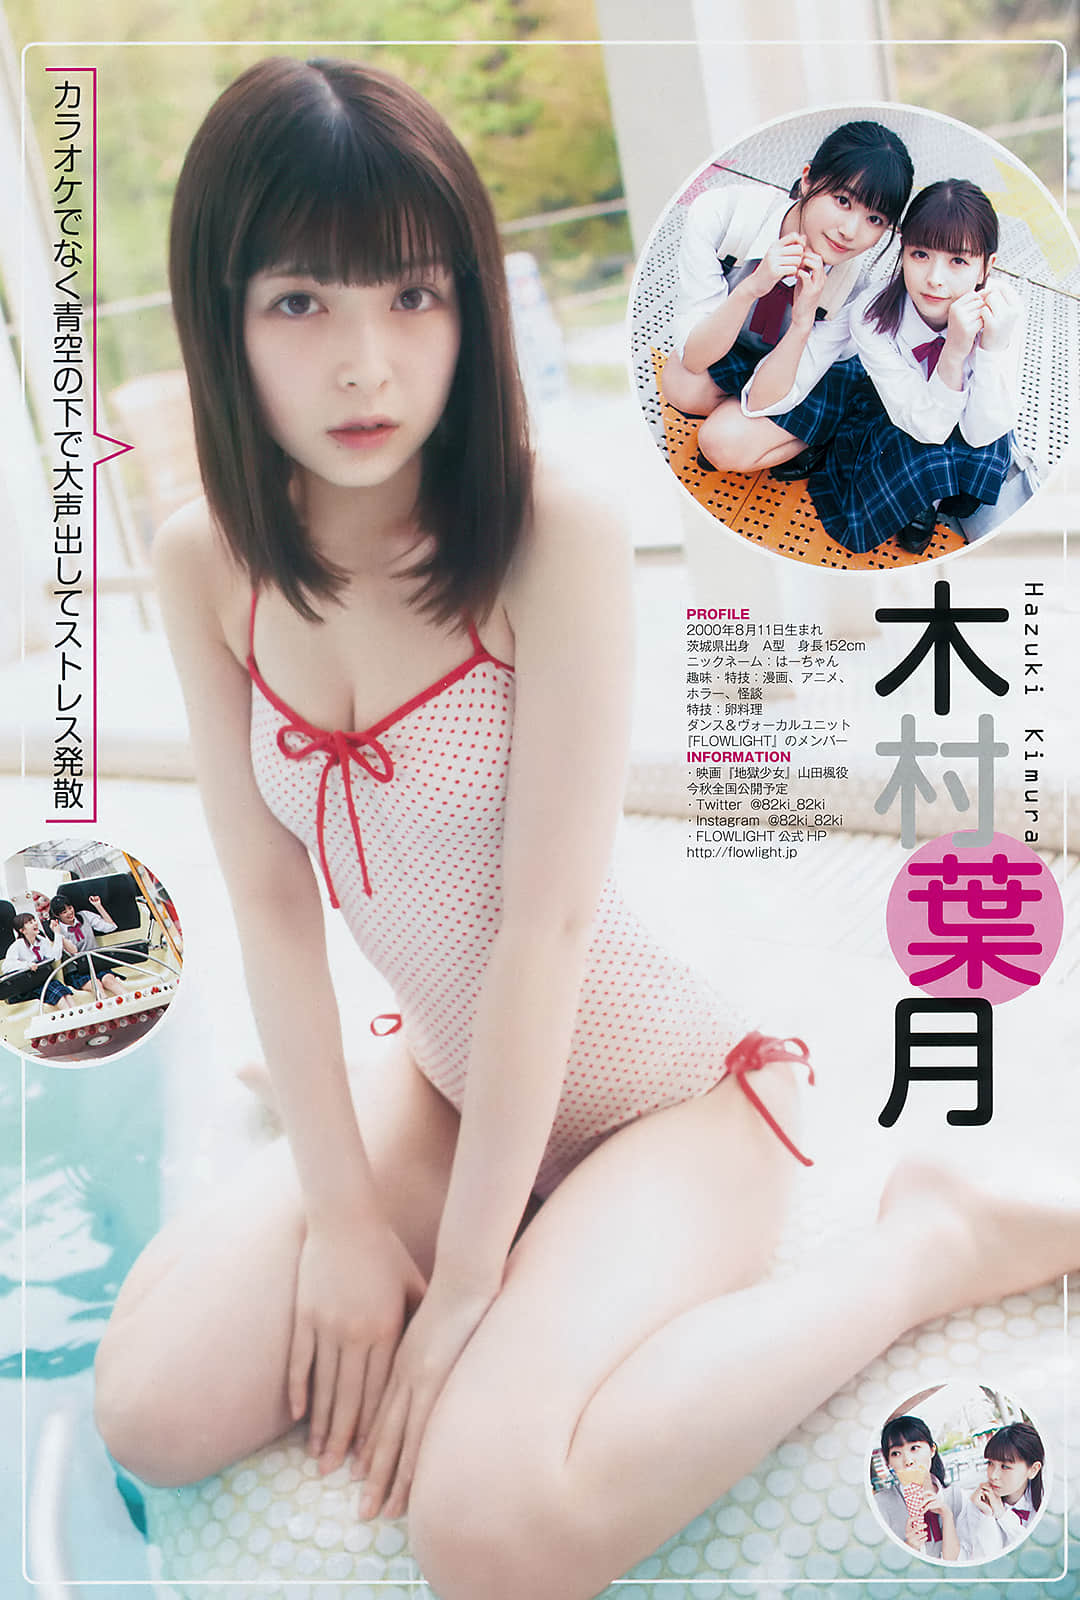 カラオケでなく青空の下で大声出してストレス発散
木村葉月
Hazuki Kimura
PROFILE
2000年8月11日生まれ
茨城県出身　A型　身長152cm
ニックネーム：はーちゃん
趣味・特技：漫画、アニメ、
ホラー、怪談
特技：卵料理
ダンス＆ヴォーカルユニット
『FLOWLIGHT』のメンバー
INFORMATION
・映画『地獄少女』山田楓役
今秋全国公開予定
・Twitter @82ki_82ki
・Instagram @82ki_82ki
・FLOWLIGHT 公式 HP
http://flowlight.jp